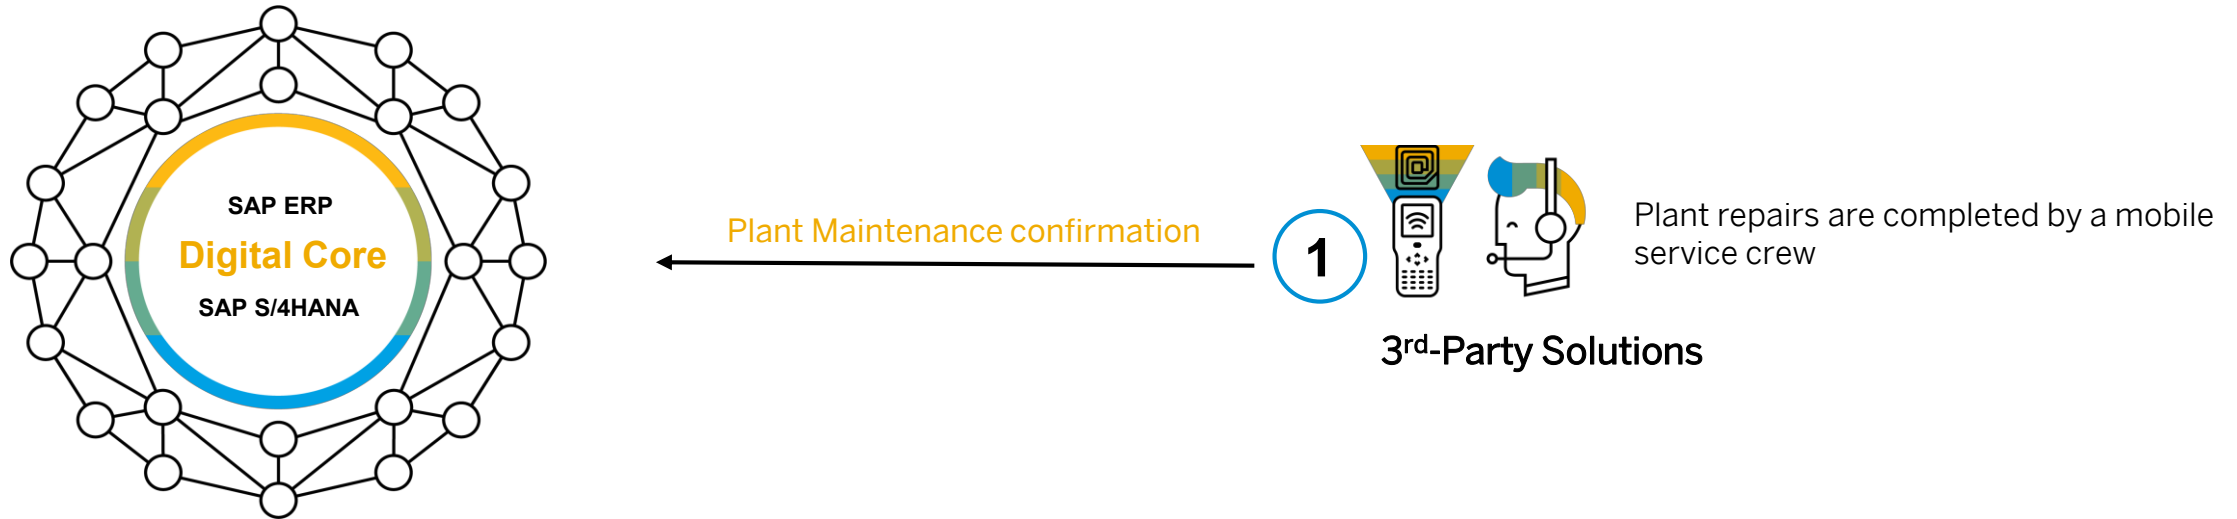 SAP ERP
Digital Core
SAP S/4HANA
Plant Maintenance confirmation
1
Plant repairs are completed by a mobile
service crew
3rd-Party Solutions